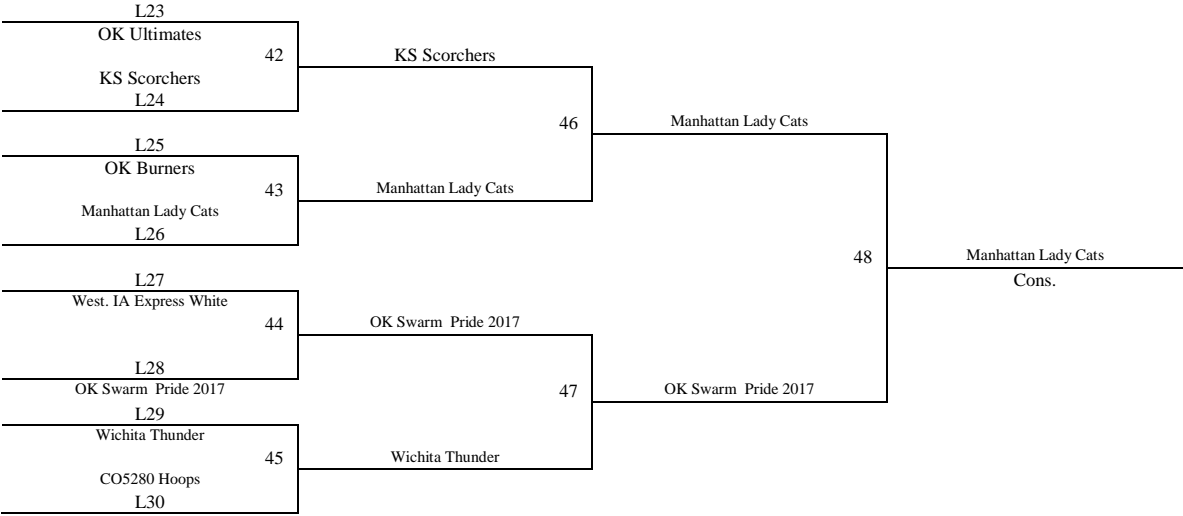 L23
OK Ultimates
42
KS Scorchers
KS Scorchers
L24
46
Manhattan Lady Cats
L25
OK Burners
43
Manhattan Lady Cats
Manhattan Lady Cats
L26
48
Manhattan Lady Cats
Cons.
L27
West. IA Express White
44
OK Swarm  Pride 2017
L28
OK Swarm  Pride 2017
47
OK Swarm  Pride 2017
L29
Wichita Thunder
45
Wichita Thunder
CO5280 Hoops
L30